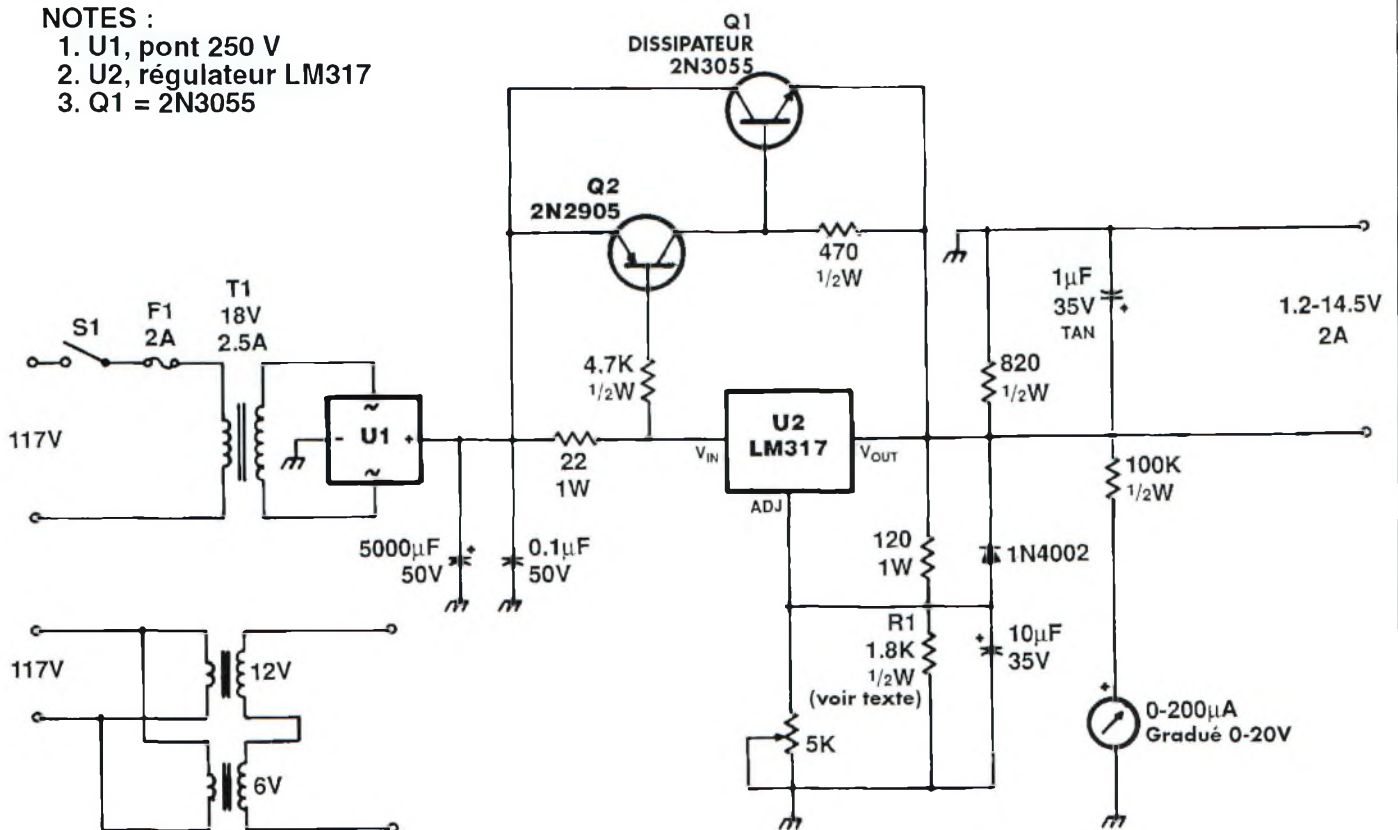 NOTES :
1. U1, pont 250 V
2. U2, régulateur LM317
3. Q1 = 2N3055
Q1
DISSIPATEUR
2N3055
Q2
2N2905
470
1/2W
T1
18V
2.5A
F1
2A
S1
117V
~
- U1 +
~
4.7K
1/2W
22
1W
U2
LM317
VIN
VOUT
ADJ
1µF
35V
TAN
+
820
1/2W
1.2-14.5V
2A
100K
1/2W
5000µF
50V
+
0.1µF
50V
120
1W
1N4002
R1
1.8K
1/2W
(voir texte)
+
10µF
35V
5K
+
0-200µA
Gradué 0-20V
117V
12V
6V